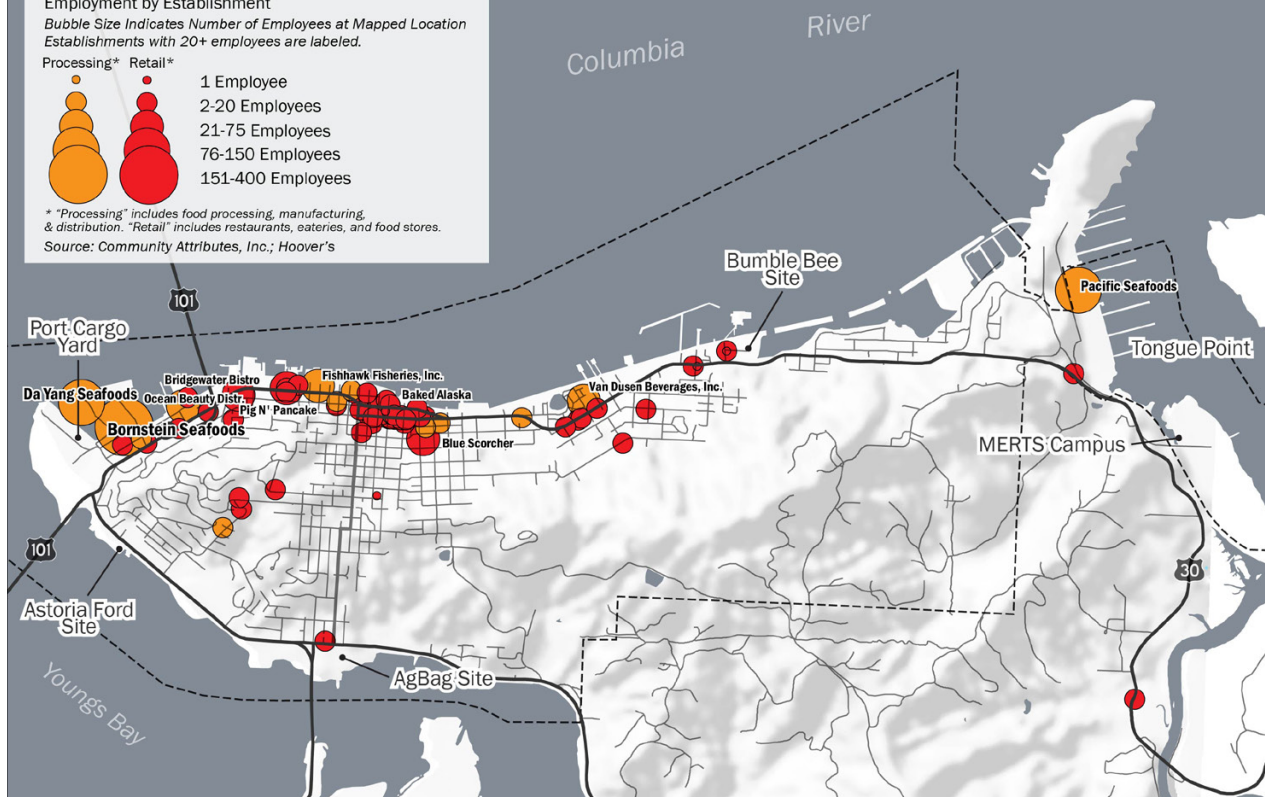 Employment by Establishment
Bubble Size Indicates Number of Employees at Mapped Location
Establishments with 20+ employees are labeled.
Processing* Retail*
1 Employee
2-20 Employees
21-75 Employees
76-150 Employees
151-400 Employees
* "Processing" includes food processing, manufacturing,
& distribution. "Retail" includes restaurants, eateries, and food stores.
Source: Community Attributes, Inc.; Hoover's
Columbia
River
Bumble Bee
Site
Pacific Seafoods
101
Port Cargo
Yard
Tongue Point
Bridgewater Bistro
Fishhawk Fisheries, Inc.
Da Yang Seafoods
Ocean Beauty Distr.
Baked Alaska
Van Dusen Beverages, Inc.
Pig N' Pancake
Bornstein Seafoods
Blue Scorcher
MERTS Campus
101
30
Astoria Ford
Site
AgBag Site
Youngs Bay